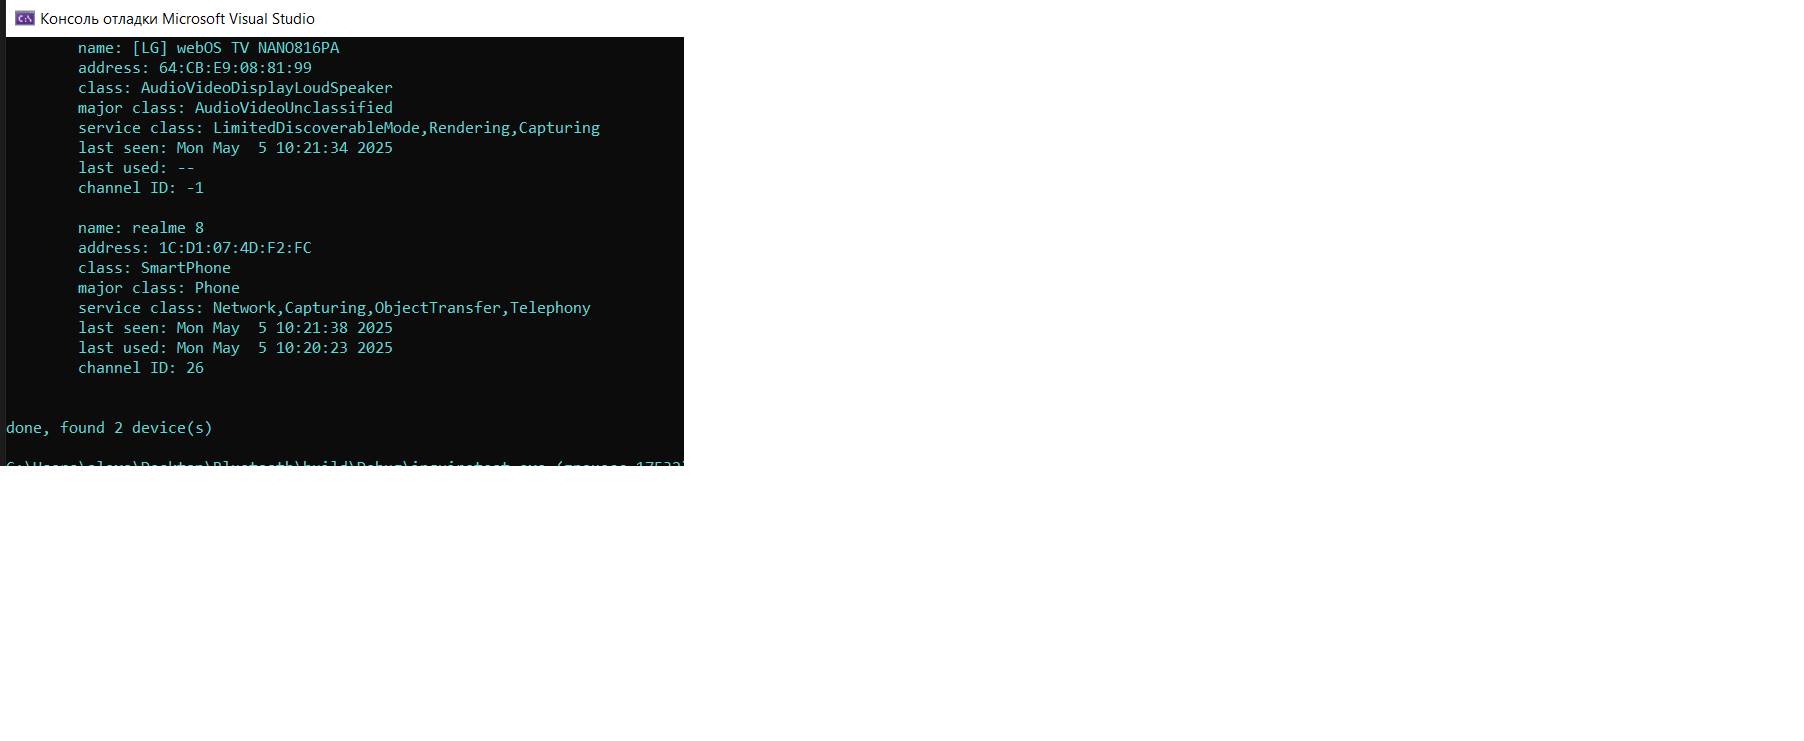 Консоль отладки Microsoft Visual Studio
name: [LG] webOS TV NANO816PA
address: 64:CB:E9:08:81:99
class: AudioVideoDisplayLoudSpeaker
major class: AudioVideoUnclassified
service class: LimitedDiscoverableMode,Rendering,Capturing
last seen: Mon May  5 10:21:34 2025
last used: --
channel ID: -1
name: realme 8
address: 1C:D1:07:4D:F2:FC
class: SmartPhone
major class: Phone
service class: Network,Capturing,ObjectTransfer,Telephony
last seen: Mon May  5 10:21:38 2025
last used: Mon May  5 10:20:23 2025
channel ID: 26
done, found 2 device(s)